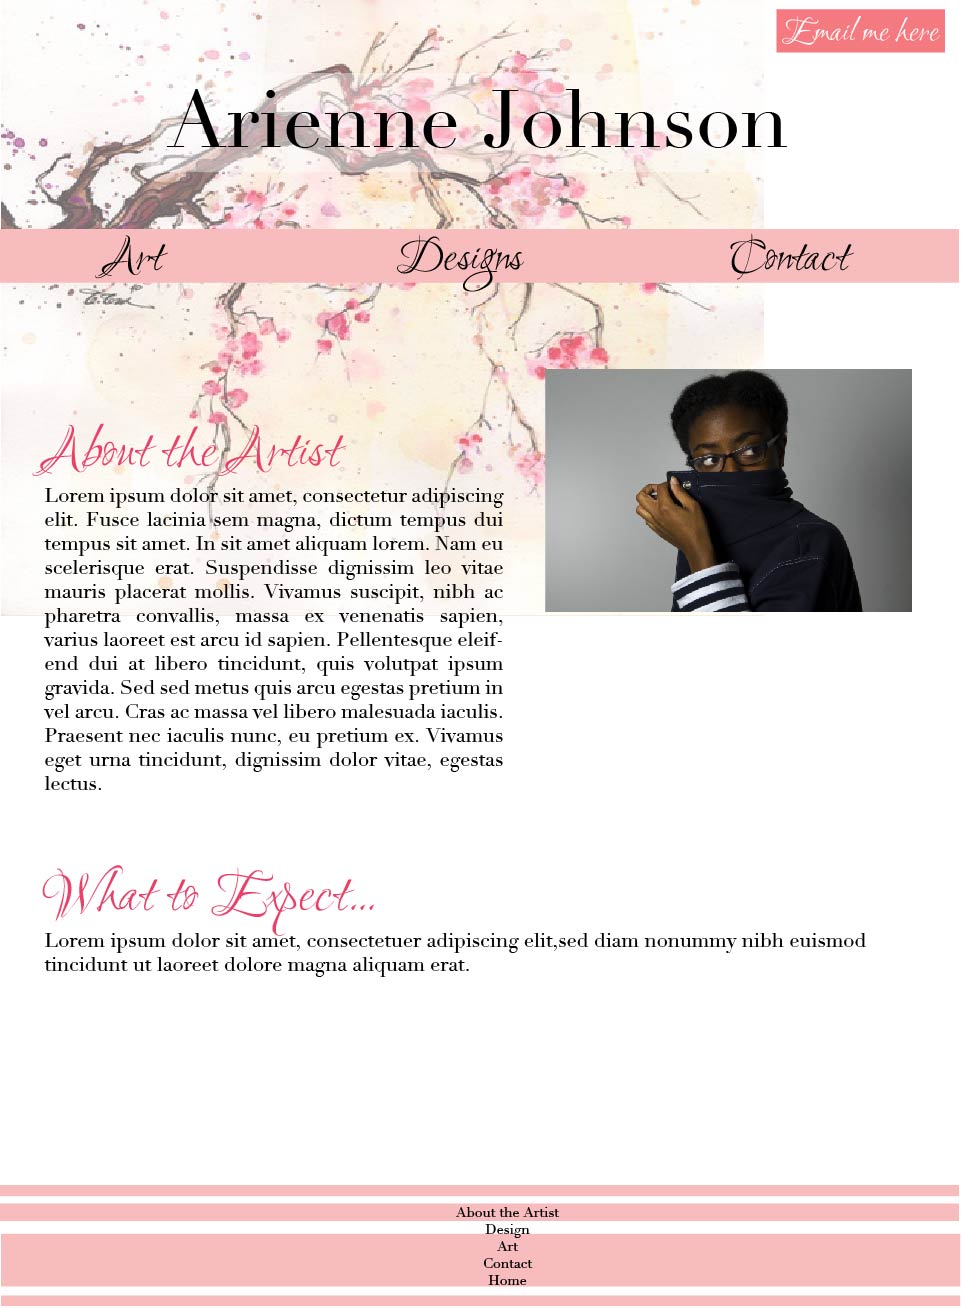 Email me here
Arienne Johnson
Art Designs Contact
About the Artist
Lorem ipsum dolor sit amet, consectetur adipiscing
elit. Fusce lacinia sem magna, dictum tempus dui
tempus sit amet. In sit amet aliquam lorem. Nam eu
scelerisque erat. Suspendisse dignissim leo vitae
mauris placerat mollis. Vivamus suscipit, nibh ac
pharetra convallis, massa ex venenatis sapien,
varius laoreet est arcu id sapien. Pellentesque eleif-
end dui at libero tincidunt, quis volutpat ipsum
gravida. Sed sed metus quis arcu egestas pretium in
vel arcu. Cras ac massa vel libero malesuada iaculis.
Praesent nec iaculis nunc, eu pretium ex. Vivamus
eget urna tincidunt, dignissim dolor vitae, egestas
lectus.
What to Expect...
Lorem ipsum dolor sit amet, consectetuer adipiscing elit,sed diam nonummy nibh euismod
tincidunt ut laoreet dolore magna aliquam erat.
About the Artist
Design
Art
Contact
Home